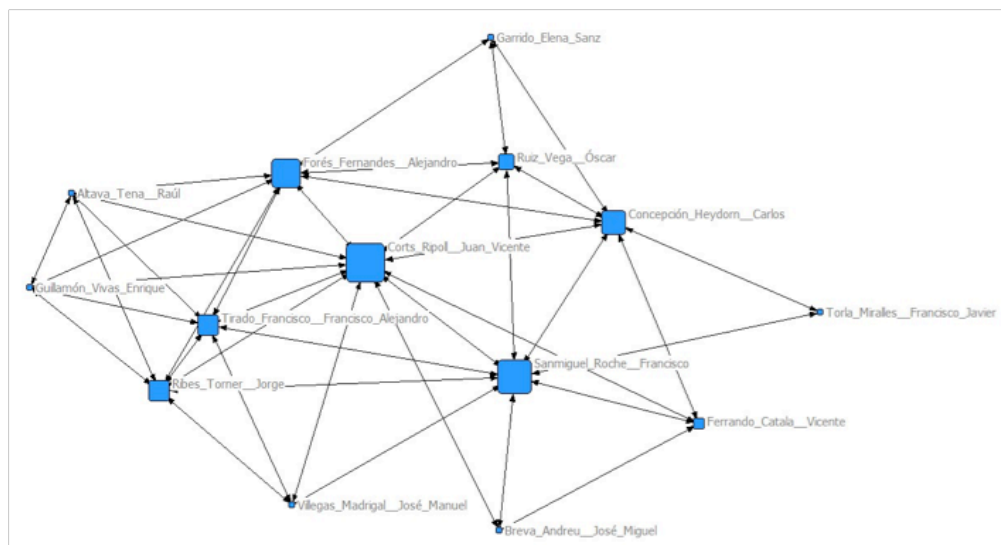 Garrido_Elena_Sanz
Forés_Fernandes__Alejandro
Ruiz_Vega__Óscar
Altava_Tena__Raúl
Concepción_Heydorn__Carlos
Corts_Ripoll__Juan_Vicente
Guillamón_Vivas_Enrique
Torla_Miralles__Francisco_Javier
Tirado_Francisco__Francisco_Alejandro
Sanmiguel_Roche__Francisco
Ribes_Torner__Jorge
Ferrando_Catala__Vicente
Villegas_Madrigal__José_Manuel
Breva_Andreu__José_Miguel